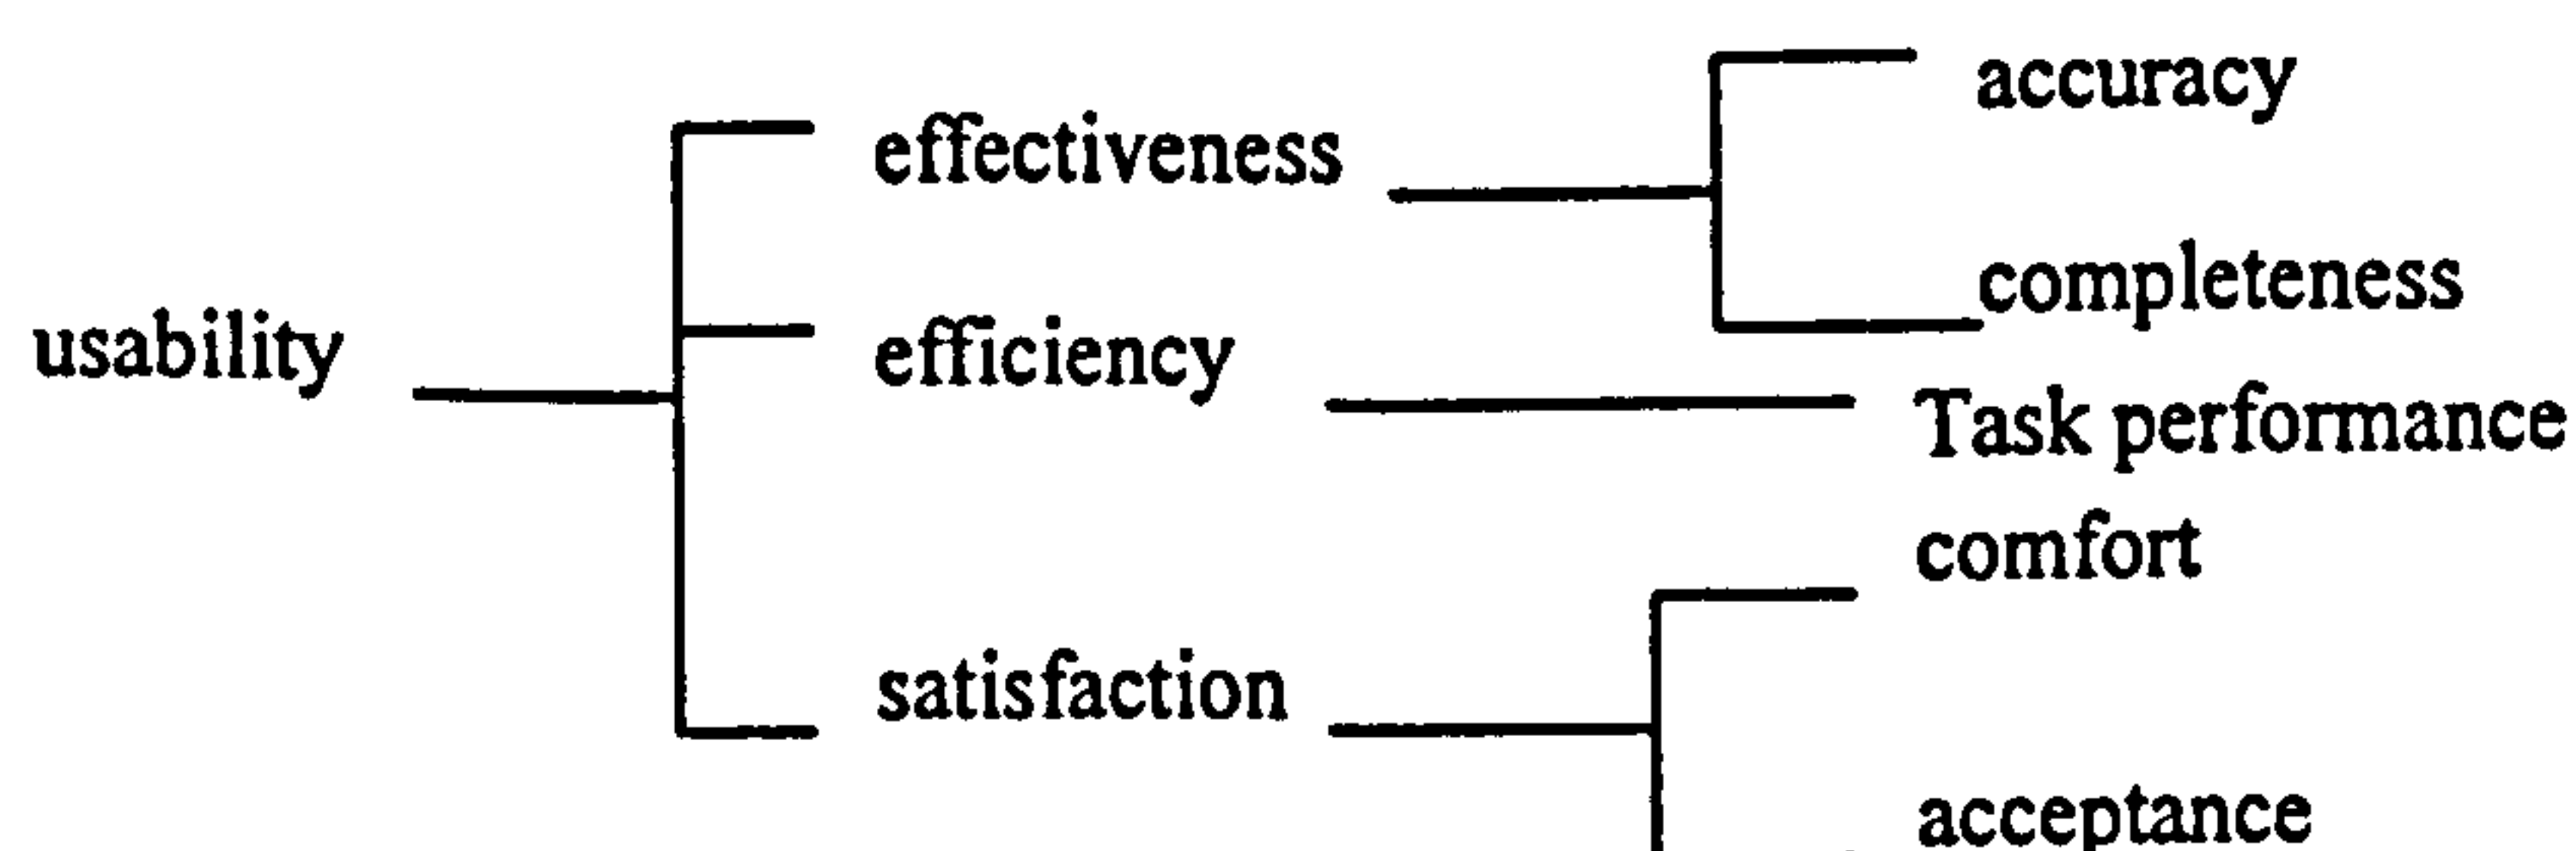 accuracy
effectiveness
completeness
usability
efficiency
Task performance
comfort
satisfaction
acceptance